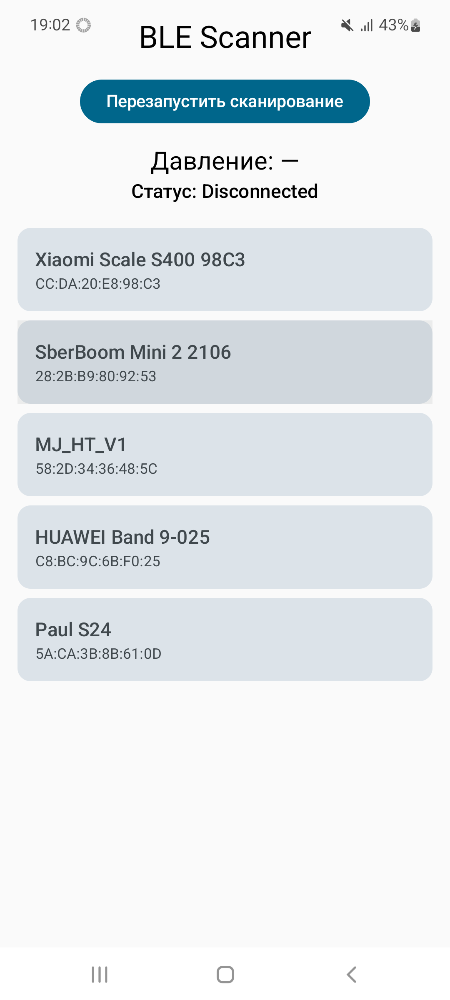 19:02
43%
BLE Scanner
Перезапустить сканирование
Давление: —
Статус: Disconnected
Xiaomi Scale S400 98C3
CC:DA:20:E8:98:C3
SberBoom Mini 2 2106
28:2B:B9:80:92:53
MJ_HT_V1
58:2D:34:36:48:5C
HUAWEI Band 9-025
C8:BC:9C:6B:F0:25
Paul S24
5A:CA:3B:8B:61:0D